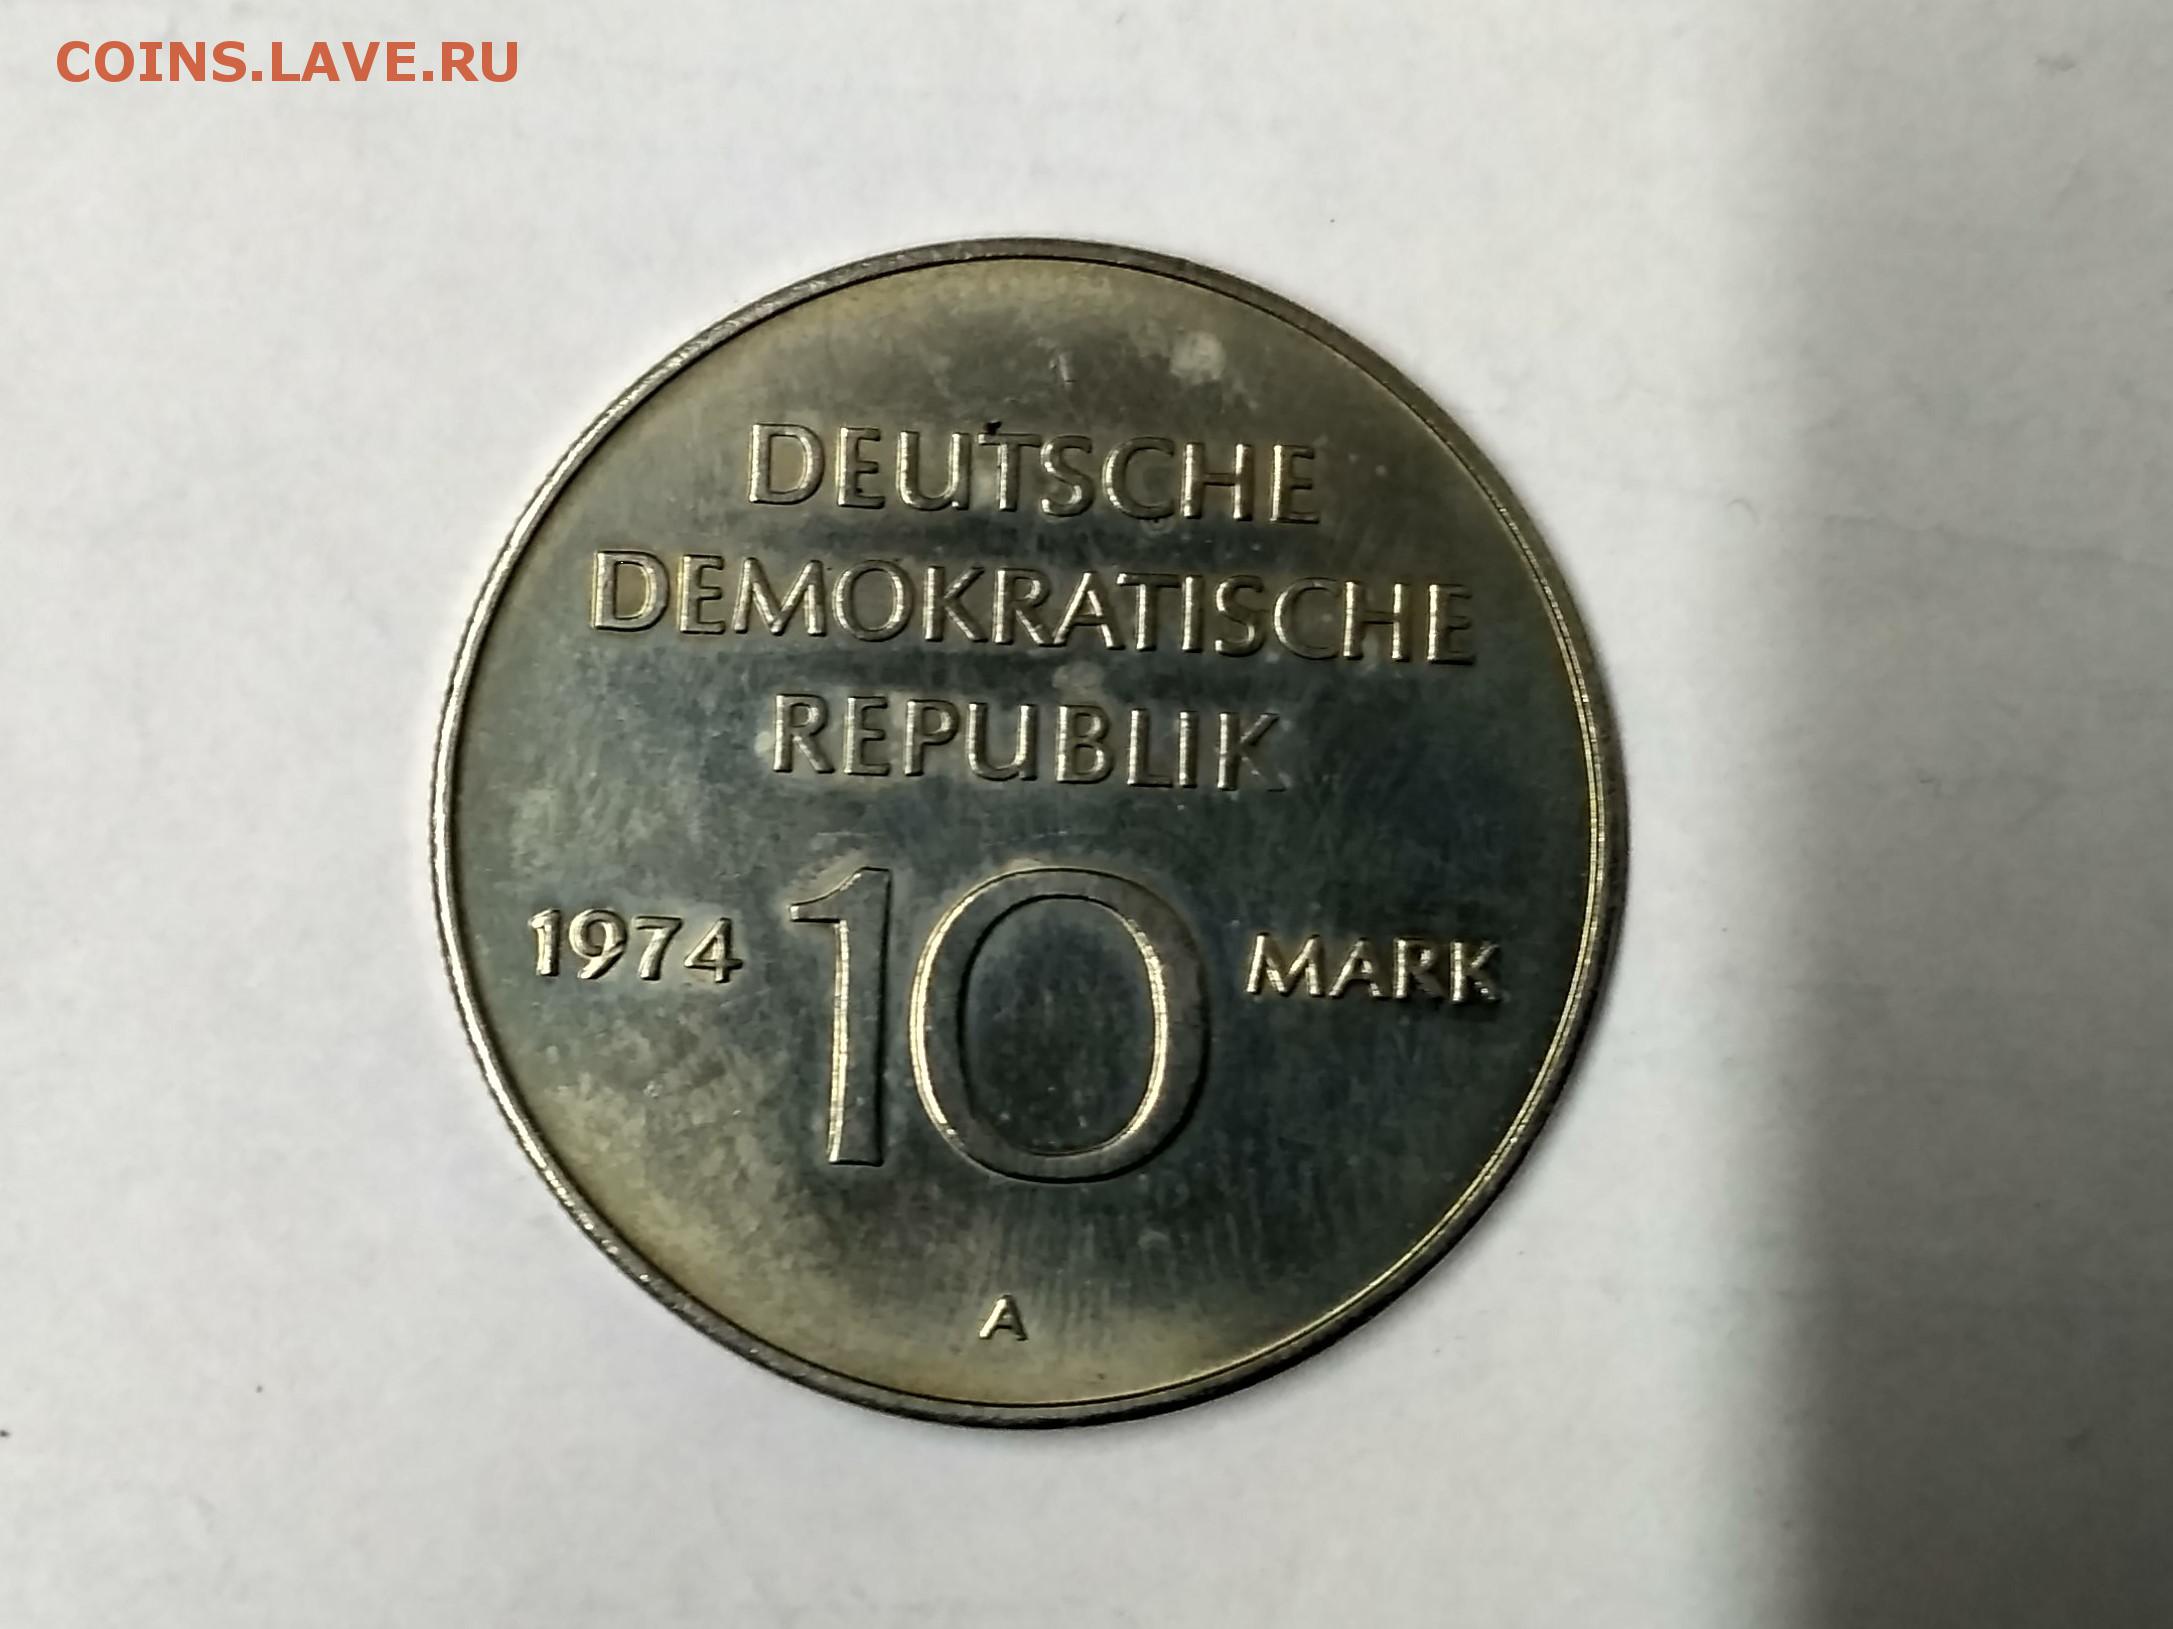 COINS.LAVE.RU
DEUTSCHE
DEMOKRATISCHE
REPUBLIK
1974 10 MARK
A